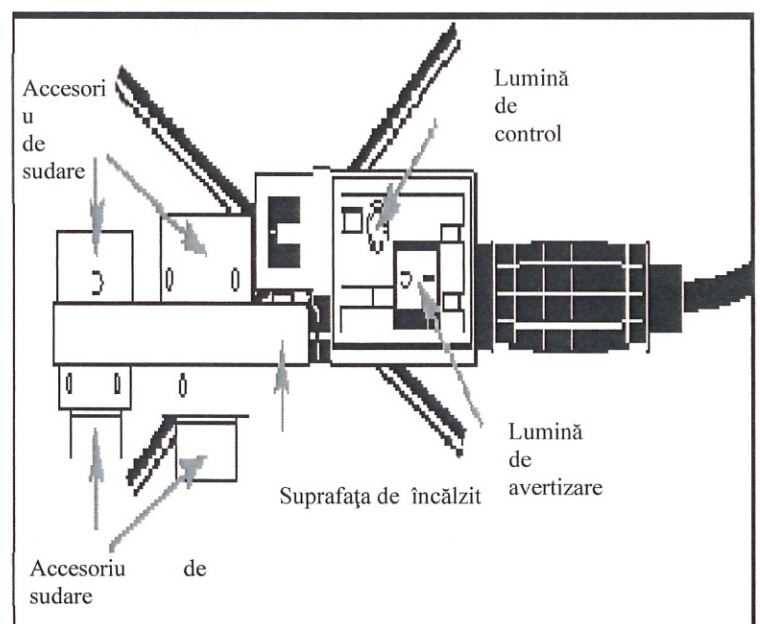 Accesori
u
de
sudare
Lumină
de
control
Lumină
de
avertizare
Suprafaţa de încălzit
Accesoriu de
sudare